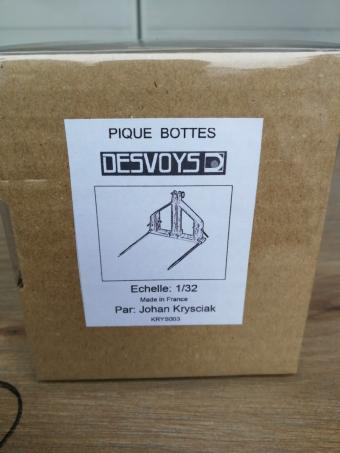 PIQUE BOTTES
DESVOYS
Echelle: 1/32
Made in France
Par: Johan Krysciak
KRYS003